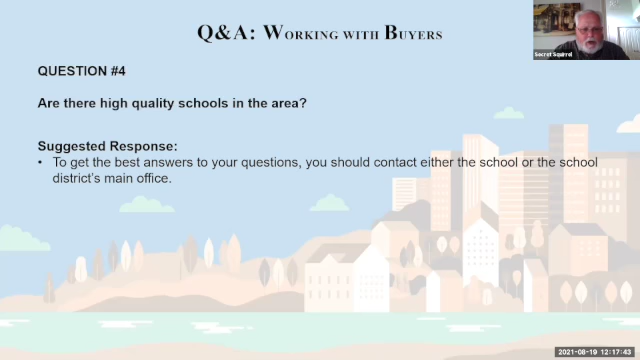 Q&A: Working with Buyers
Secret Squirrel
QUESTION #4
Are there high quality schools in the area?
Suggested Response:
• To get the best answers to your questions, you should contact either the school or the school
district's main office.
2021-08-19 12:17:43